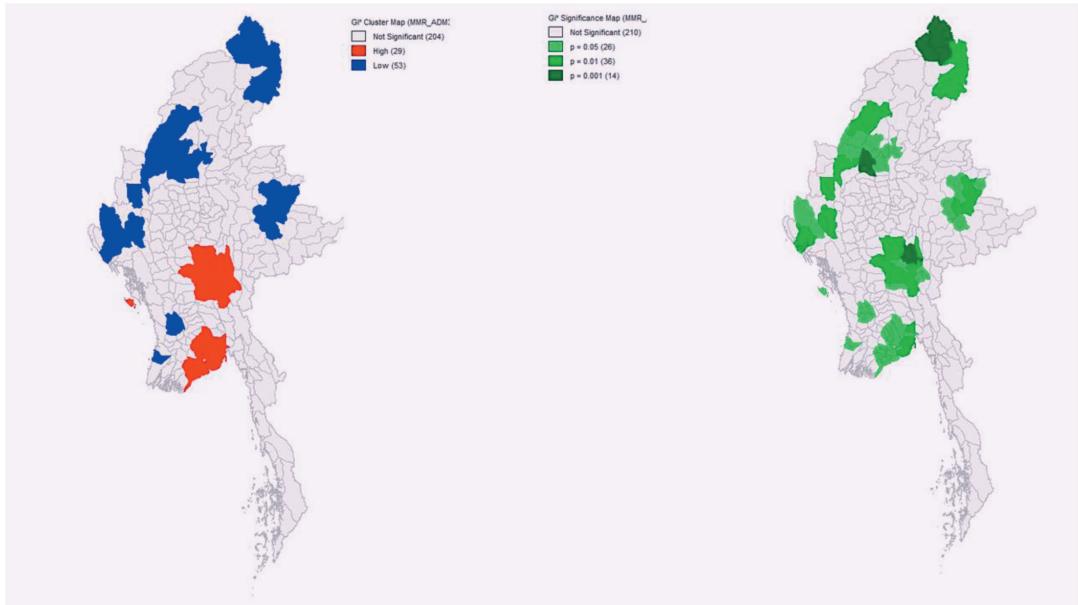 Gi* Cluster Map (MMR_ADM3
Not Significant (204)
High (29)
Low (53)
Gi* Significance Map (MMR_
Not Significant (210)
p = 0.05 (26)
p = 0.01 (36)
p = 0.001 (14)